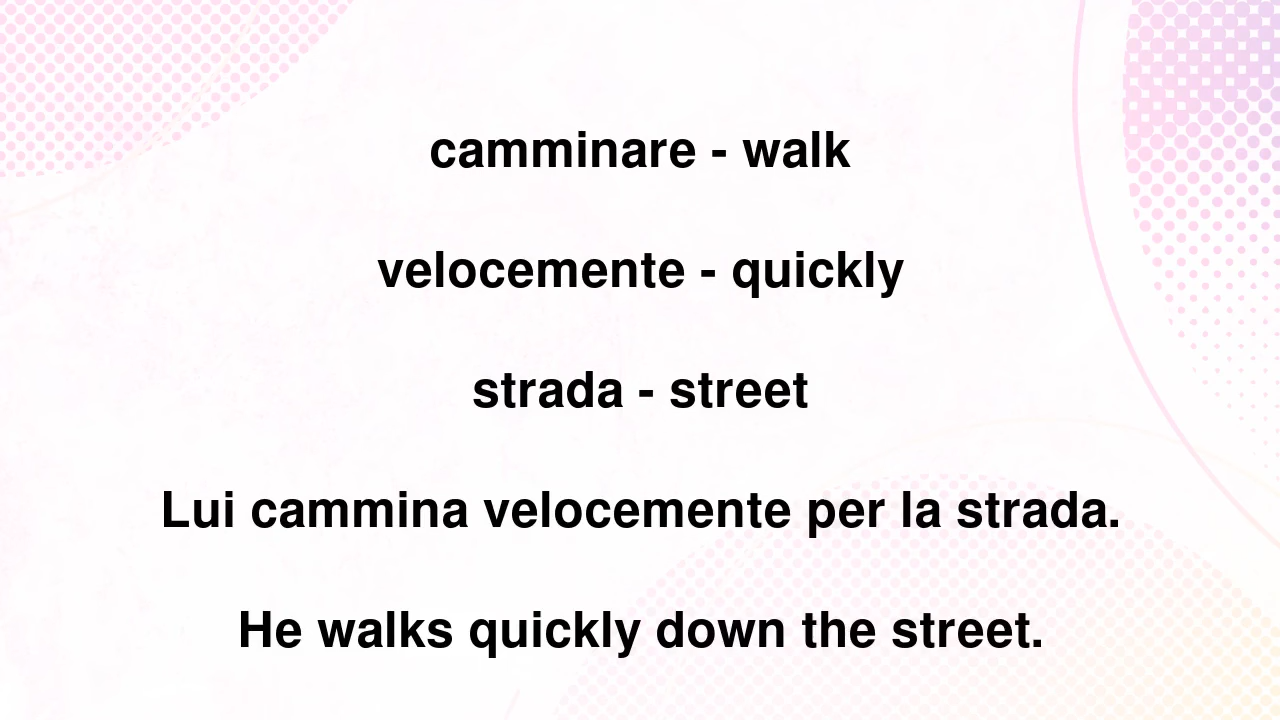 camminare - walk
velocemente - quickly
strada - street
Lui cammina velocemente per la strada.
He walks quickly down the street.